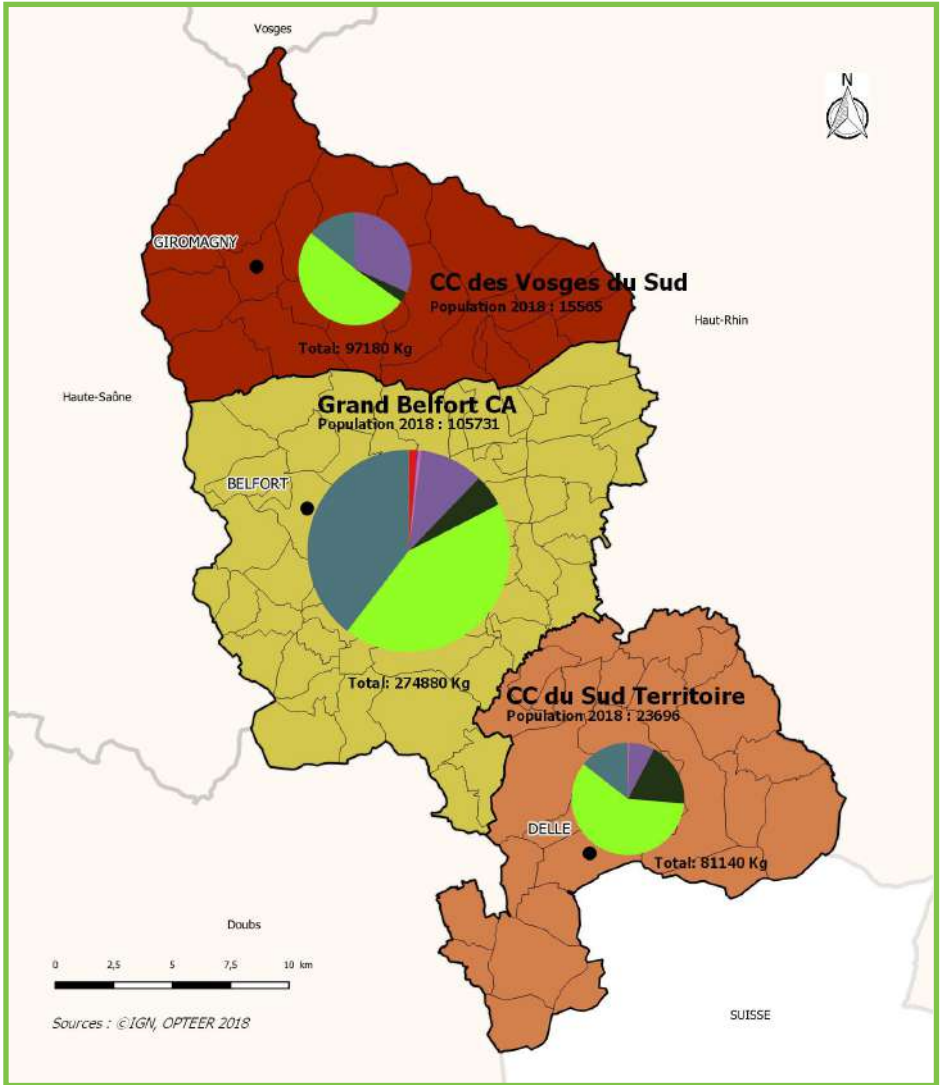 Vosges
N
GIROMAGNY
CC des Vosges du Sud
Population 2018 : 15565
Haut-Rhin
Total: 97180 Kg
Haute-Saône
Grand Belfort CA
Population 2018 : 105731
BELFORT
Total: 274880 Kg
CC du Sud Territoire
Population 2018 : 23696
DELLE
Total: 81140 Kg
Doubs
0 2,5 5 7,5 10 km
SUISSE
Sources : ©IGN, OPTEER 2018